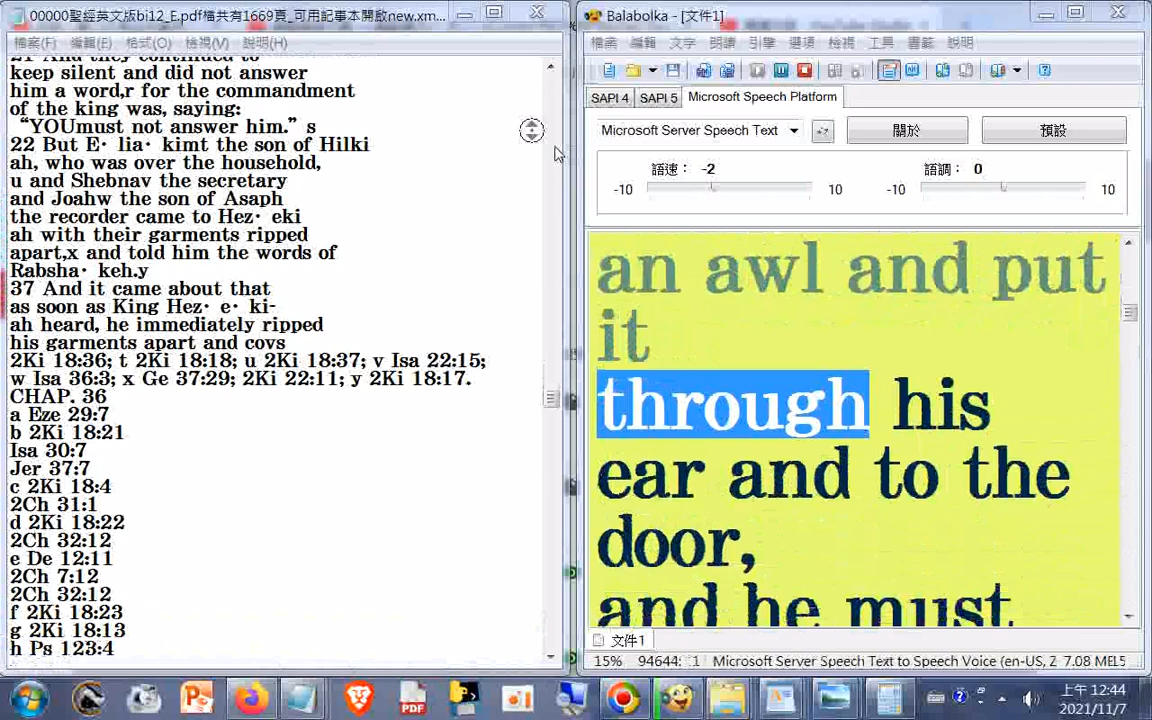 00000聖經英文版bi12_E.pdf檔共有1669頁_可用記事本開啟new.xm...
檔案(F) 編輯(E) 格式(O) 檢視(V) 說明(H)
21 And they continued to
keep silent and did not answer
him a word,r for the commandment
of the king was, saying:
“YOUmust not answer him.” s
22 But E· lia· kimt the son of Hilki
ah, who was over the household,
u and Shebnav the secretary
and Joahw the son of Asaph
the recorder came to Hez· eki
ah with their garments ripped
apart,x and told him the words of
Rabsha· keh.y
37 And it came about that
as soon as King Hez· e· ki-
ah heard, he immediately ripped
his garments apart and covs
2Ki 18:36; t 2Ki 18:18; u 2Ki 18:37; v Isa 22:15;
w Isa 36:3; x Ge 37:29; 2Ki 22:11; y 2Ki 18:17.
CHAP. 36
a Eze 29:7
b 2Ki 18:21
Isa 30:7
Jer 37:7
c 2Ki 18:4
2Ch 31:1
d 2Ki 18:22
2Ch 32:12
e De 12:11
2Ch 7:12
2Ch 32:12
f 2Ki 18:23
g 2Ki 18:13
h Ps 123:4
Balabolka - [文件1]
檔案 編輯 文字 朗讀 引擎 選項 檢視 工具 書籤 說明
SAPI 4 SAPI 5 Microsoft Speech Platform
Microsoft Server Speech Text 關於 預設
語速： -2 語調： 0
-10 10 -10 10
an awl and put
it
through his
ear and to the
door,
and he must
文件1
15% 94644: 1 Microsoft Server Speech Text to Speech Voice (en-US, 2 7.08 MB
上午 12:44
2021/11/7